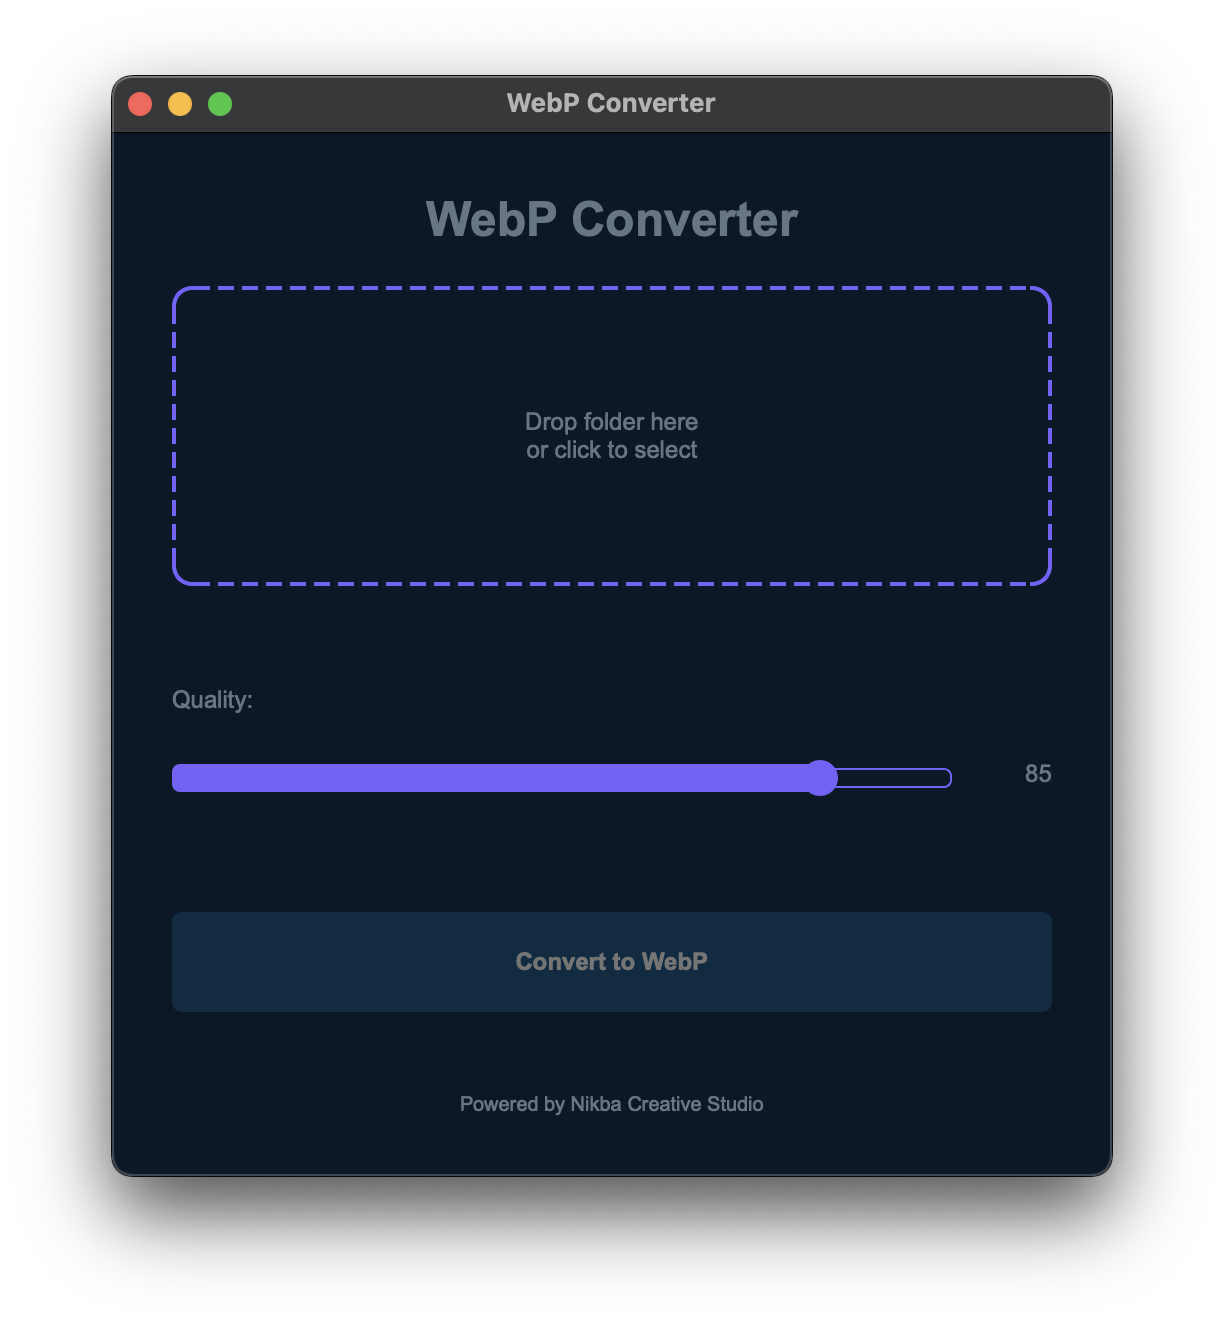 WebP Converter
WebP Converter
Drop folder here
or click to select
Quality:
85
Convert to WebP
Powered by Nikba Creative Studio